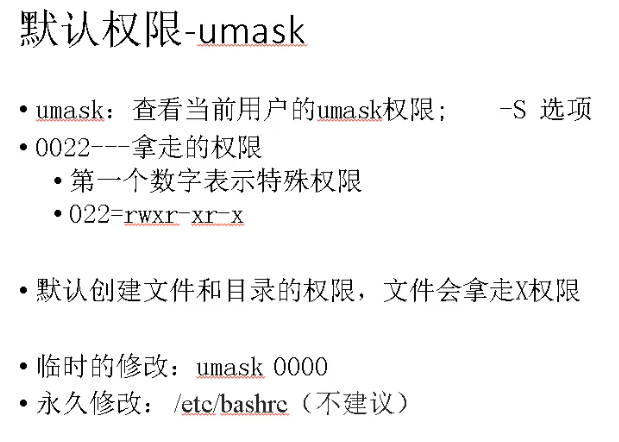 默认权限-umask
• umask：查看当前用户的umask权限； -S 选项
• 0022---拿走的权限
• 第一个数字表示特殊权限
• 022=rwxr-xr-x
• 默认创建文件和目录的权限，文件会拿走X权限
• 临时的修改：umask 0000
• 永久修改： /etc/bashrc（不建议）